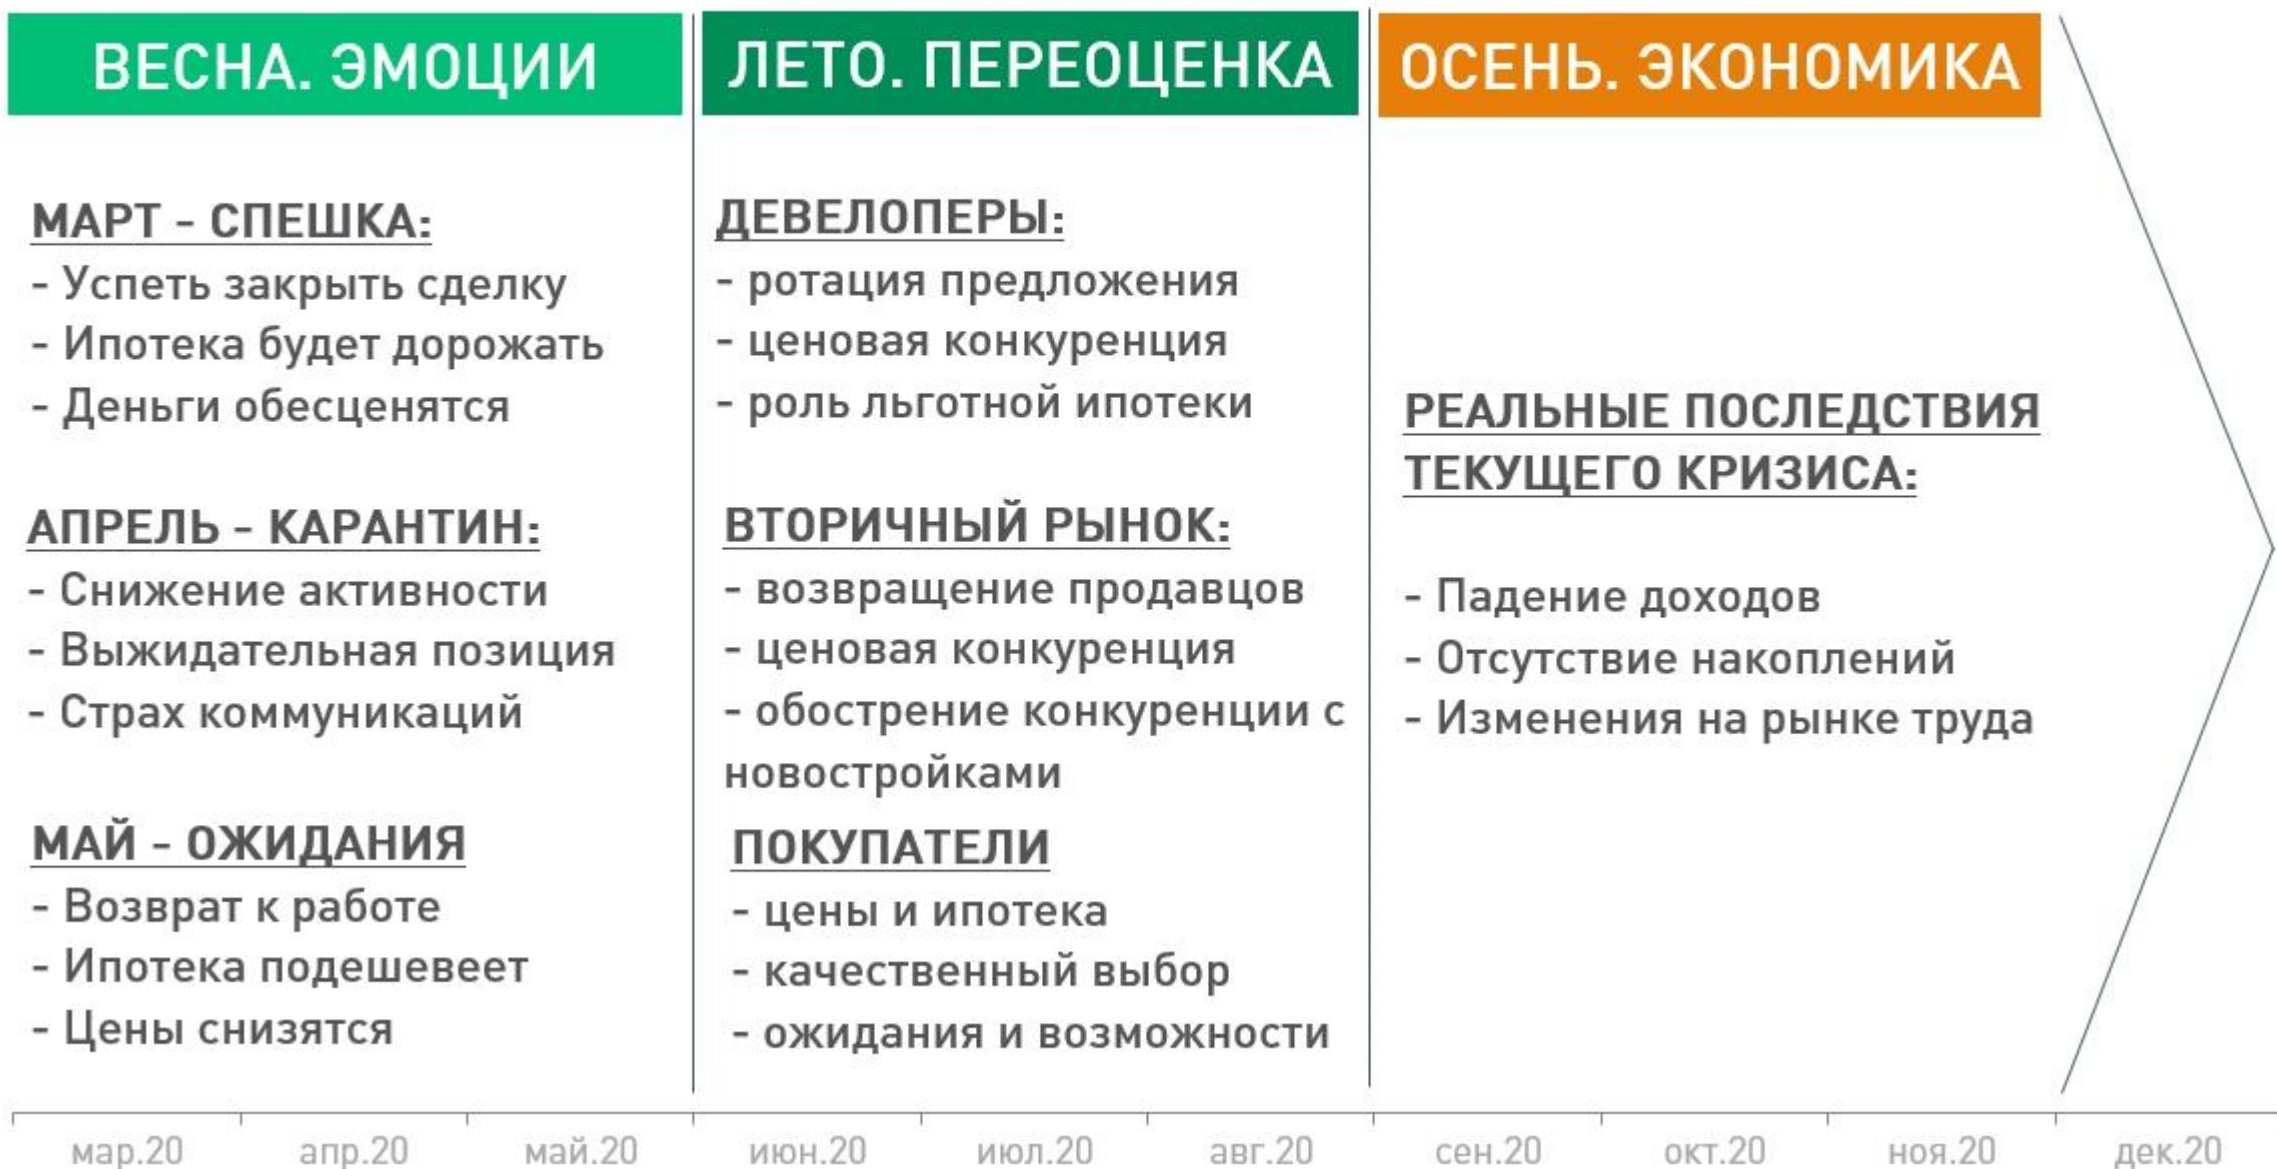 ВЕСНА. ЭМОЦИИ
МАРТ - СПЕШКА:
- Успеть закрыть сделку
- Ипотека будет дорожать
- Деньги обесценятся
АПРЕЛЬ - КАРАНТИН:
- Снижение активности
- Выжидательная позиция
- Страх коммуникаций
МАЙ - ОЖИДАНИЯ
- Возврат к работе
- Ипотека подешевеет
- Цены снизятся
ЛЕТО. ПЕРЕОЦЕНКА
ДЕВЕЛОПЕРЫ:
- ротация предложения
- ценовая конкуренция
- роль льготной ипотеки
ВТОРИЧНЫЙ РЫНОК:
- возвращение продавцов
- ценовая конкуренция
- обострение конкуренции с
новостройками
ПОКУПАТЕЛИ
- цены и ипотека
- качественный выбор
- ожидания и возможности
ОСЕНЬ. ЭКОНОМИКА
РЕАЛЬНЫЕ ПОСЛЕДСТВИЯ
ТЕКУЩЕГО КРИЗИСА:
- Падение доходов
- Отсутствие накоплений
- Изменения на рынке труда
мар.20 апр.20 май.20 июн.20 июл.20 авг.20 сен.20 окт.20 ноя.20 дек.20